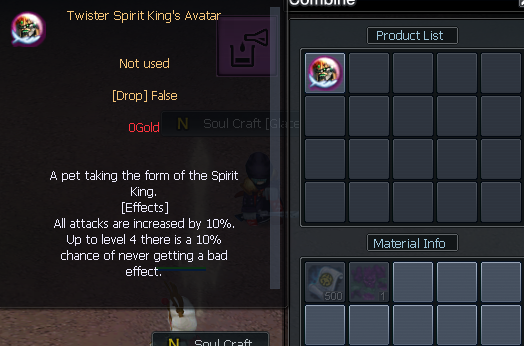 Combine
Twister Spirit King's Avatar
Product List
Not used
[Drop] False
0Gold
N Soul Craft [Glace
A pet taking the form of the Spirit
King.
[Effects]
All attacks are increased by 10%.
Up to level 4 there is a 10%
chance of never getting a bad
effect.
Material Info
500
1
N Soul Craft